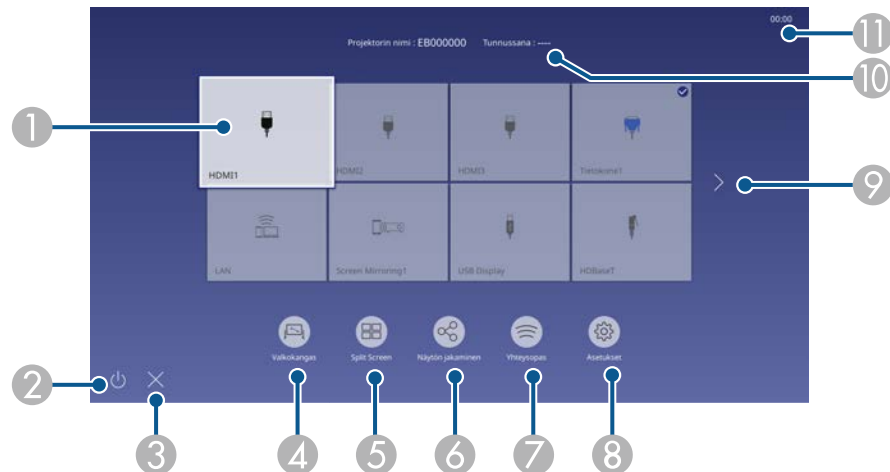 00:00
Projektorin nimi : EB000000 Tunnussana : ----
11
10
1
HDMI1 HDMI2 HDMI3 Tietokone1
9
LAN Screen Mirroring1 USB Display HDBaseT
Valkokangas Split Screen Näytön jakaminen Yhteysopas Asetukset
2
3 4 5 6 7 8